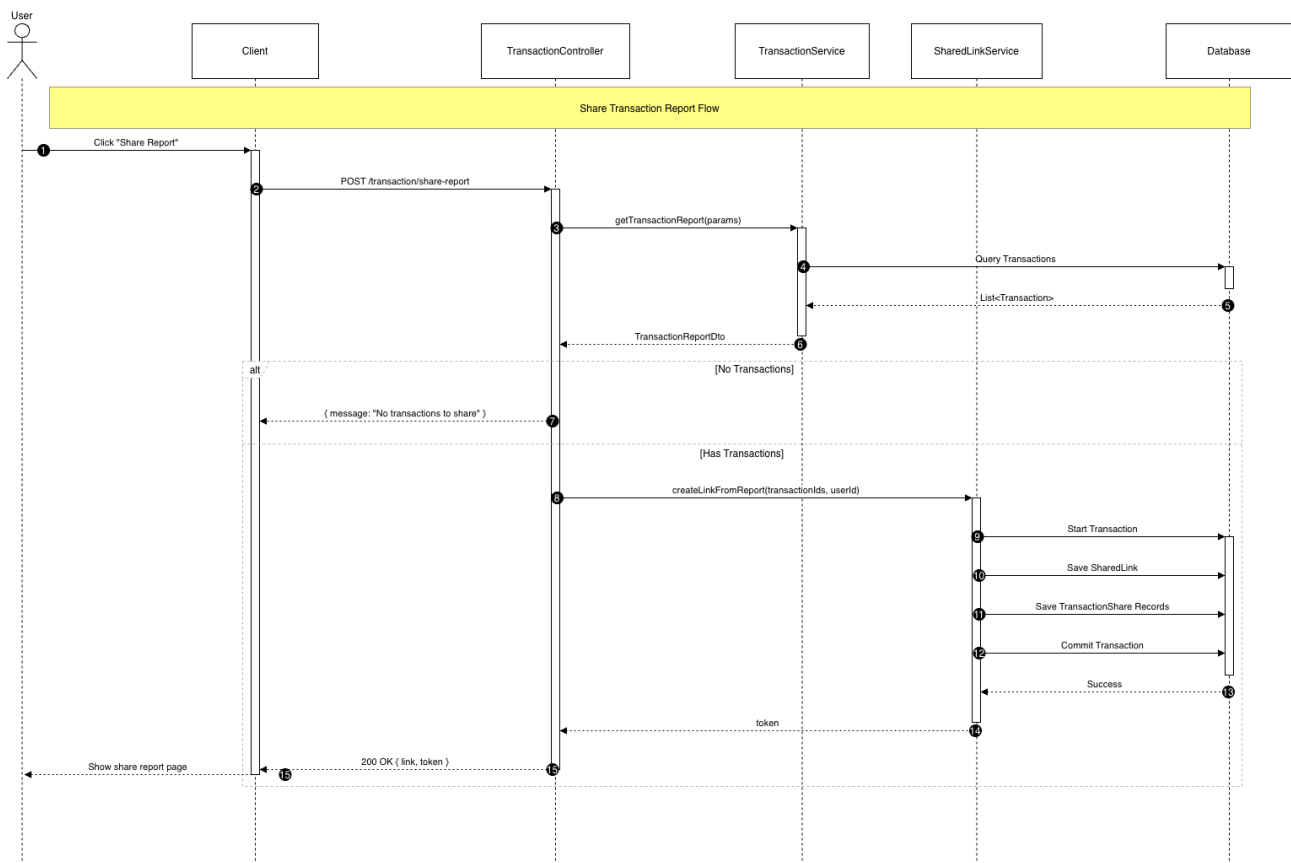 User
Client
TransactionController
TransactionService
SharedLinkService
Database
Share Transaction Report Flow
1
Click "Share Report"
2
POST /transaction/share-report
3
getTransactionReport(params)
4
Query Transactions
List<Transaction>
5
TransactionReportDto
6
alt
[No Transactions]
{ message: "No transactions to share" }
7
[Has Transactions]
8
createLinkFromReport(transactionIds, userId)
9
Start Transaction
10
Save SharedLink
11
Save TransactionShare Records
12
Commit Transaction
Success
13
token
14
200 OK { link, token }
15
Show share report page
15